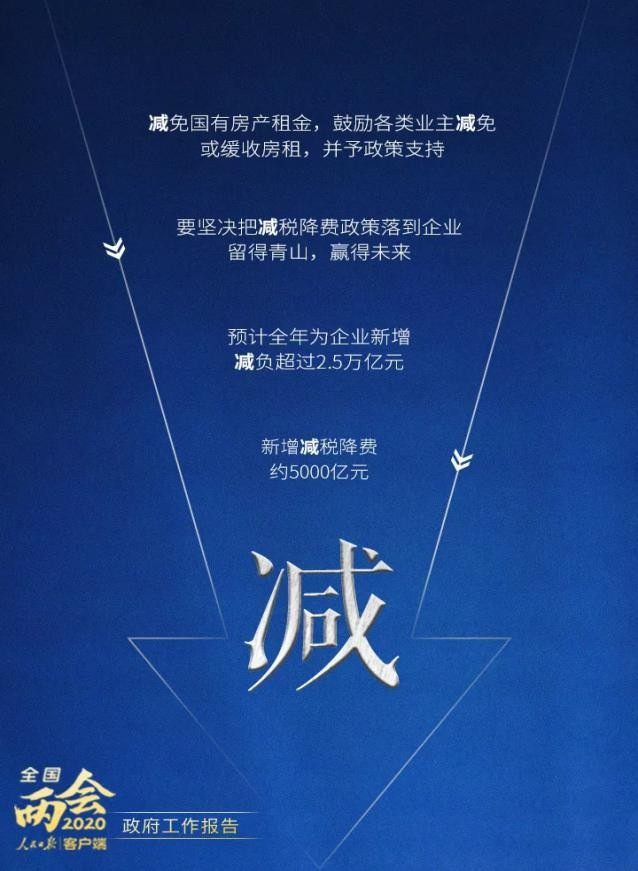 减免国有房产租金，鼓励各类业主减免
或缓收房租，并予政策支持
要坚决把减税降费政策落到企业
留得青山，赢得未来
预计全年为企业新增
减负超过2.5万亿元
新增减税降费
约5000亿元
减
全国
两会
2020
人民日报|客户端
政府工作报告